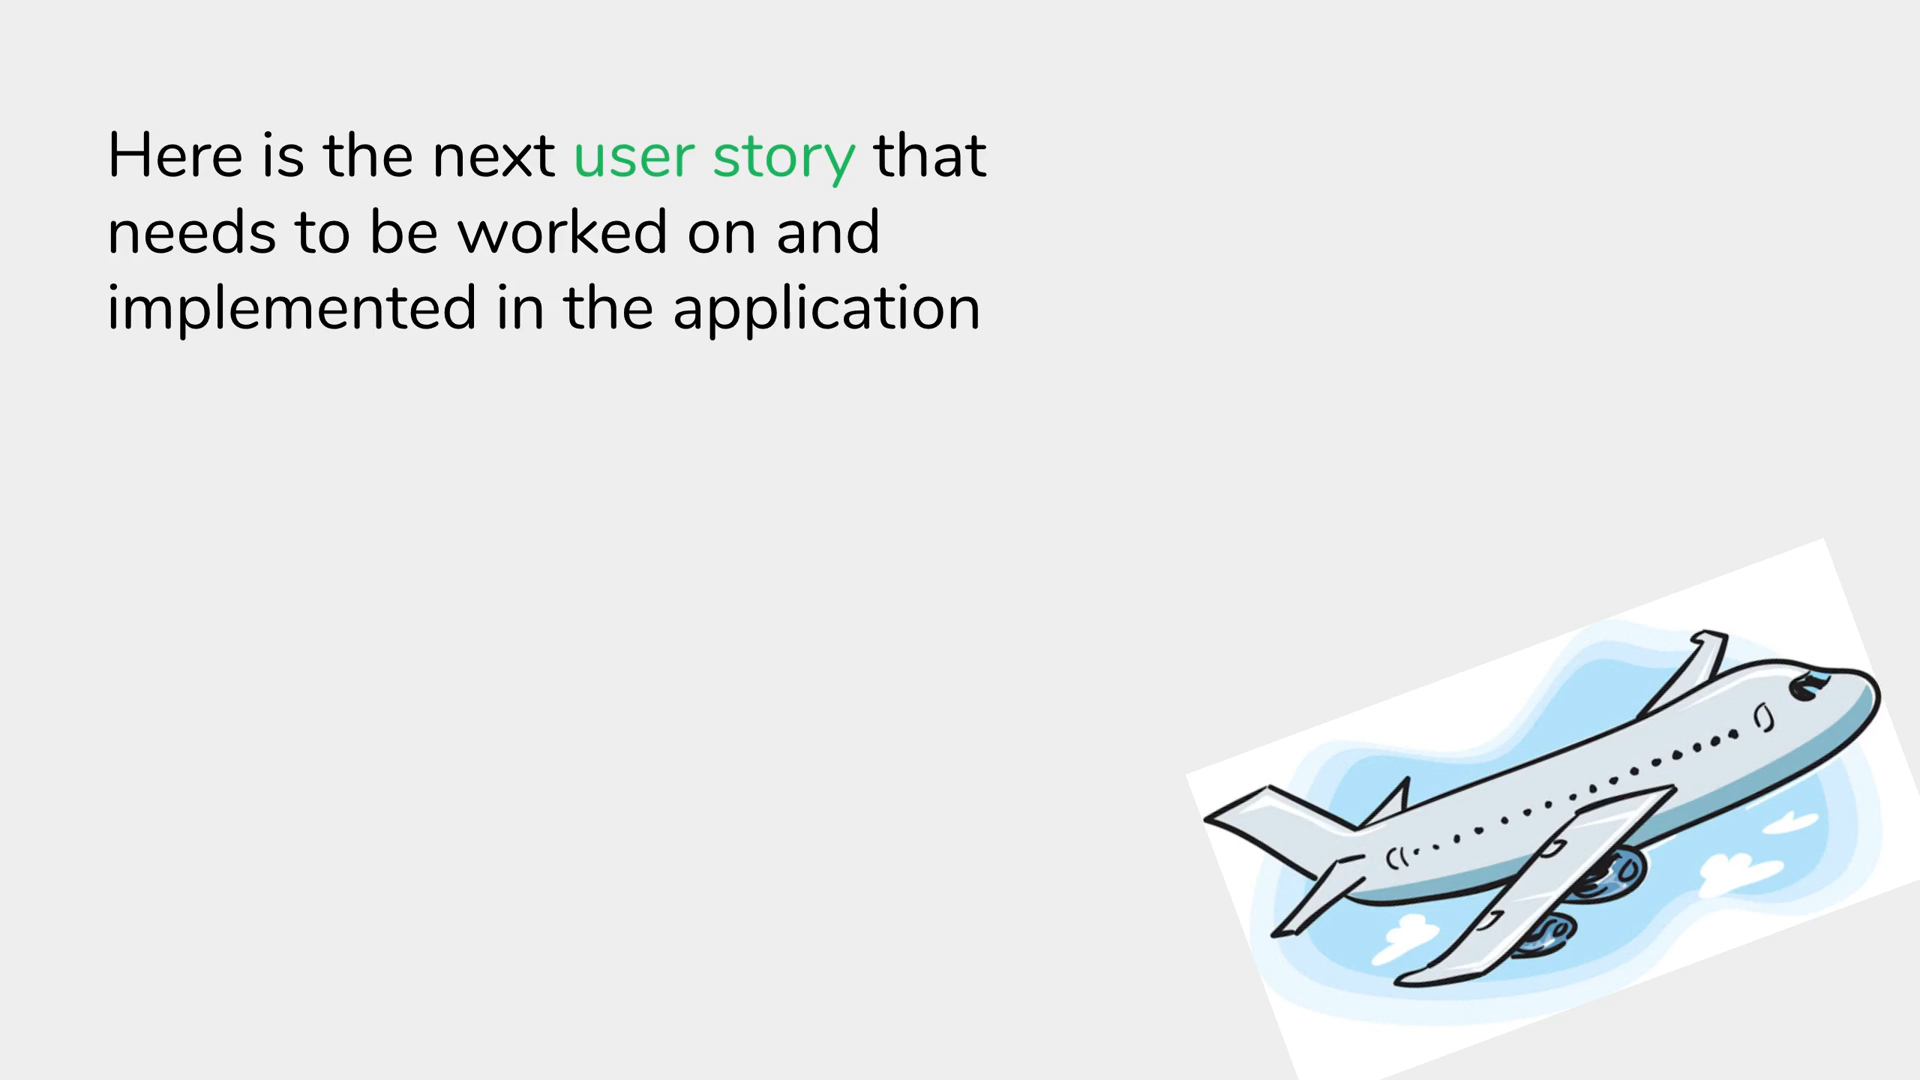 Here is the next user story that
needs to be worked on and
implemented in the application